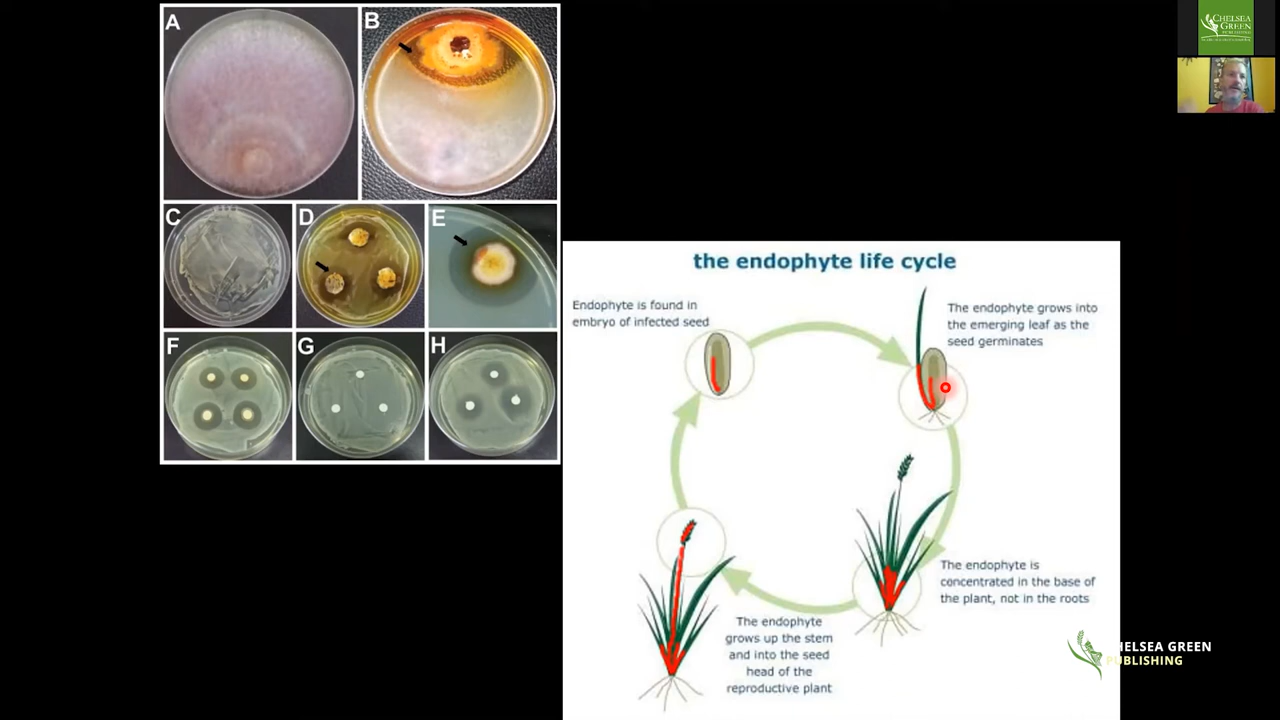 A
B
C
D
E
F
G
H
CHELSEA
GREEN
PUBLISHING
the endophyte life cycle
Endophyte is found in
embryo of infected seed
The endophyte grows into
the emerging leaf as the
seed germinates
The endophyte is
concentrated in the base of
the plant, not in the roots
The endophyte
grows up the stem
and into the seed
head of the
reproductive plant
CHELSEA GREEN
PUBLISHING